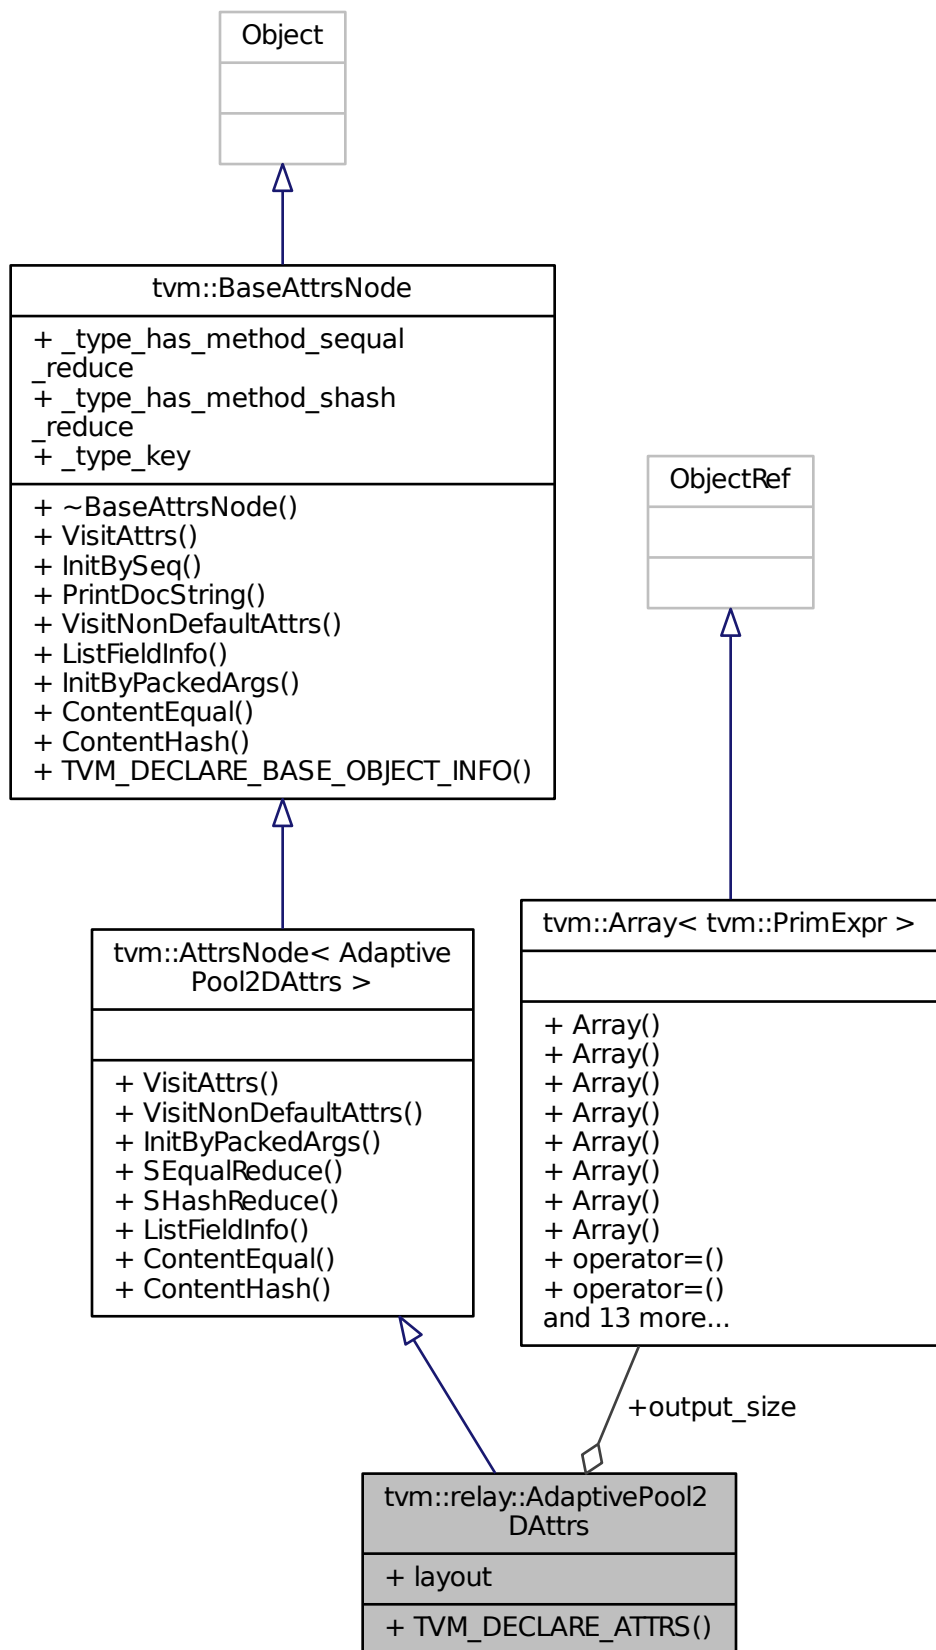 Object
tvm::BaseAttrsNode
+ _type_has_method_sequal
_reduce
+ _type_has_method_shash
_reduce
+ _type_key
+ ~BaseAttrsNode()
+ VisitAttrs()
+ InitBySeq()
+ PrintDocString()
+ VisitNonDefaultAttrs()
+ ListFieldInfo()
+ InitByPackedArgs()
+ ContentEqual()
+ ContentHash()
+ TVM_DECLARE_BASE_OBJECT_INFO()
ObjectRef
tvm::AttrsNode< Adaptive
Pool2DAttrs >
+ VisitAttrs()
+ VisitNonDefaultAttrs()
+ InitByPackedArgs()
+ SEqualReduce()
+ SHashReduce()
+ ListFieldInfo()
+ ContentEqual()
+ ContentHash()
tvm::Array< tvm::PrimExpr >
+ Array()
+ Array()
+ Array()
+ Array()
+ Array()
+ Array()
+ Array()
+ Array()
+ operator=()
+ operator=()
and 13 more...
+output_size
tvm::relay::AdaptivePool2
DAttrs
+ layout
+ TVM_DECLARE_ATTRS()